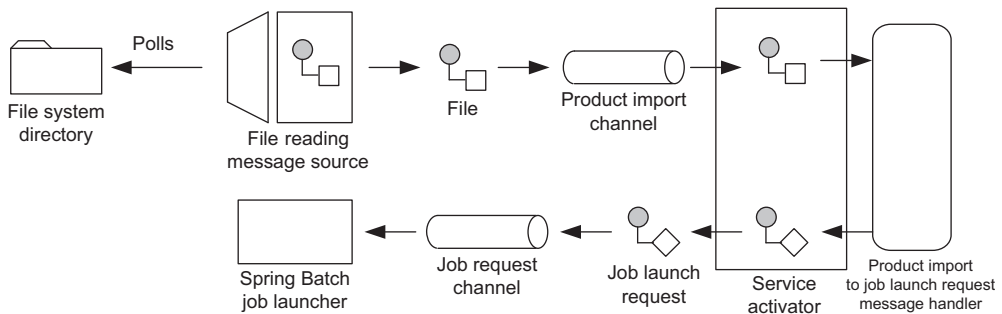 Polls
File system
directory
File reading
message source
File
Product import
channel
Spring Batch
job launcher
Job request
channel
Job launch
request
Service
activator
Product import
to job launch request
message handler